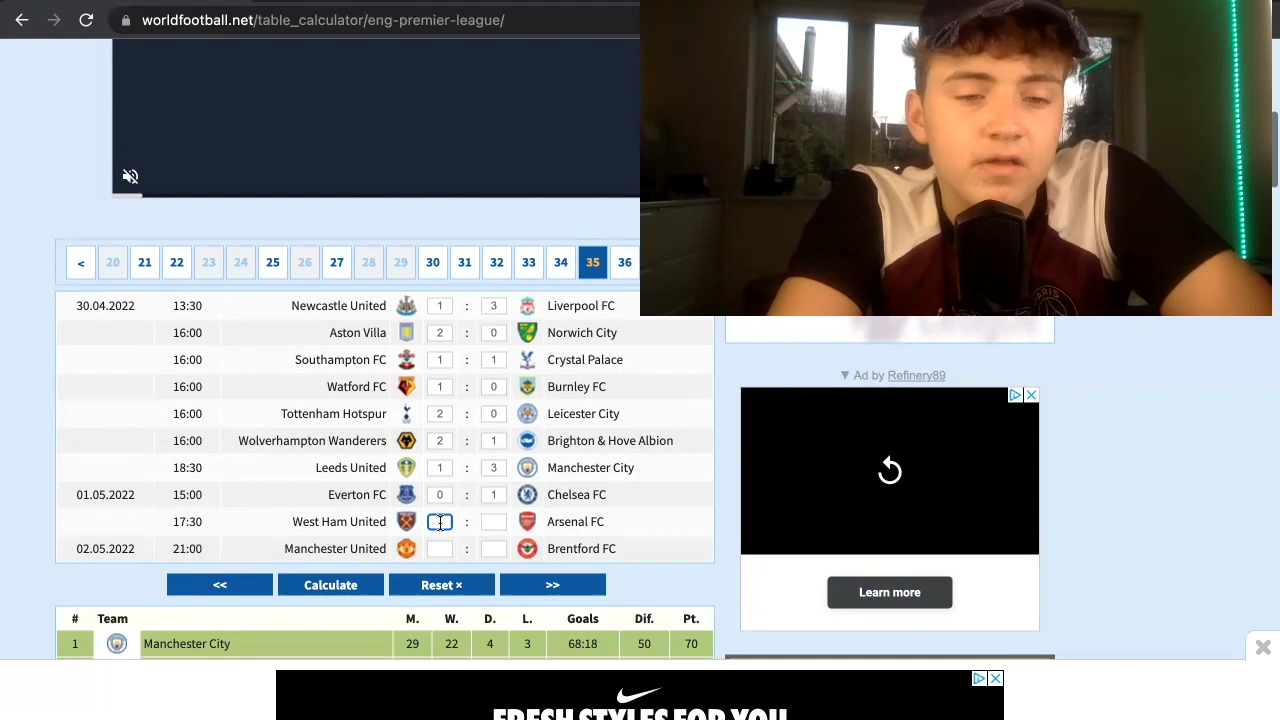 worldfootball.net/table_calculator/eng-premier-league/
< 20 21 22 23 24 25 26 27 28 29 30 31 32 33 34 35 36
30.04.2022 13:30 Newcastle United 1 : 3 Liverpool FC
16:00 Aston Villa 2 : 0 Norwich City
16:00 Southampton FC 1 : 1 Crystal Palace
16:00 Watford FC 1 : 0 Burnley FC
16:00 Tottenham Hotspur 2 : 0 Leicester City
16:00 Wolverhampton Wanderers 2 : 1 Brighton & Hove Albion
18:30 Leeds United 1 : 3 Manchester City
01.05.2022 15:00 Everton FC 0 : 1 Chelsea FC
17:30 West Ham United : Arsenal FC
02.05.2022 21:00 Manchester United : Brentford FC
<< Calculate Reset × >>
# Team M. W. D. L. Goals Dif. Pt.
1 Manchester City 29 22 4 3 68:18 50 70
▼ Ad by Refinery89
Learn more
FRESH STYLES FOR YOU